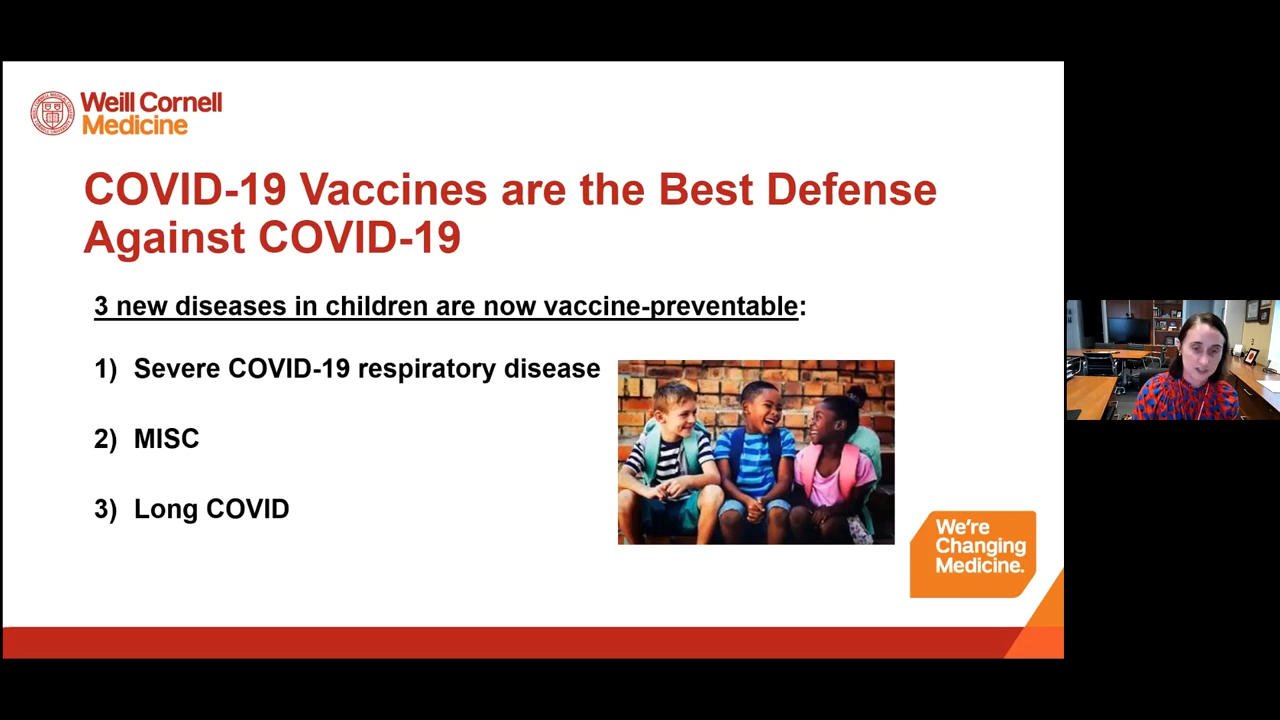 Weill Cornell
Medicine
COVID-19 Vaccines are the Best Defense
Against COVID-19
3 new diseases in children are now vaccine-preventable:
1) Severe COVID-19 respiratory disease
2) MISC
3) Long COVID
We're
Changing
Medicine.